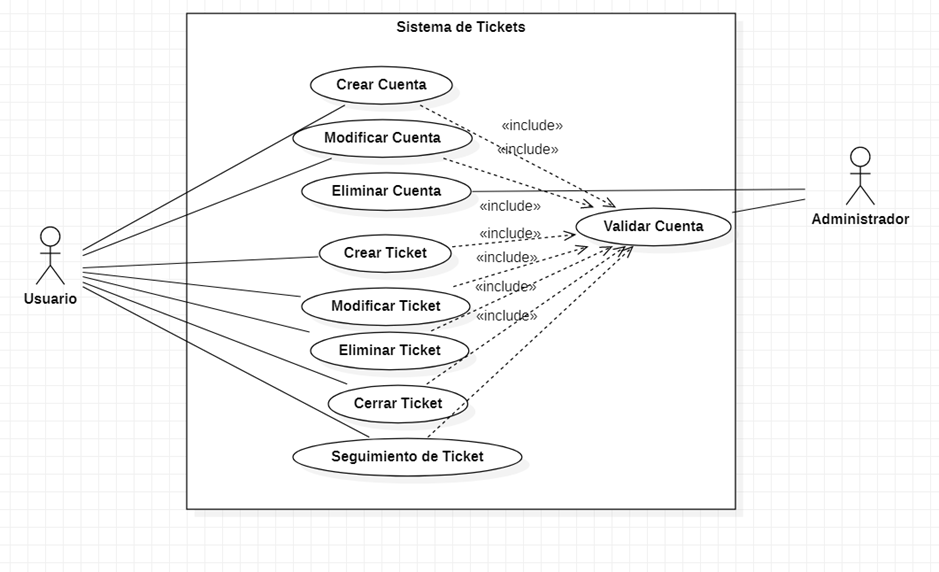 Sistema de Tickets
Crear Cuenta
«include»
Modificar Cuenta
«include»
Eliminar Cuenta
«include»
Validar Cuenta
Administrador
«include»
Crear Ticket
«include»
Usuario
«include»
Modificar Ticket
«include»
Eliminar Ticket
Cerrar Ticket
Seguimiento de Ticket